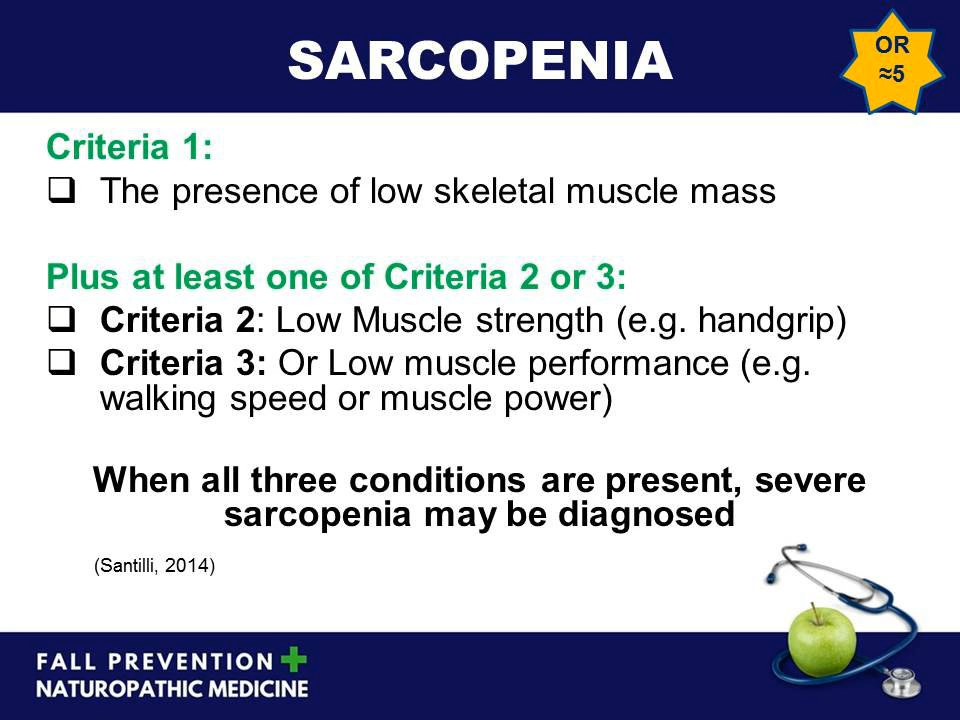 SARCOPENIA
OR
≈5
Criteria 1:
❑ The presence of low skeletal muscle mass
Plus at least one of Criteria 2 or 3:
❑ Criteria 2: Low Muscle strength (e.g. handgrip)
❑ Criteria 3: Or Low muscle performance (e.g.
walking speed or muscle power)
When all three conditions are present, severe
sarcopenia may be diagnosed
(Santilli, 2014)
FALL PREVENTION +
NATUROPATHIC MEDICINE